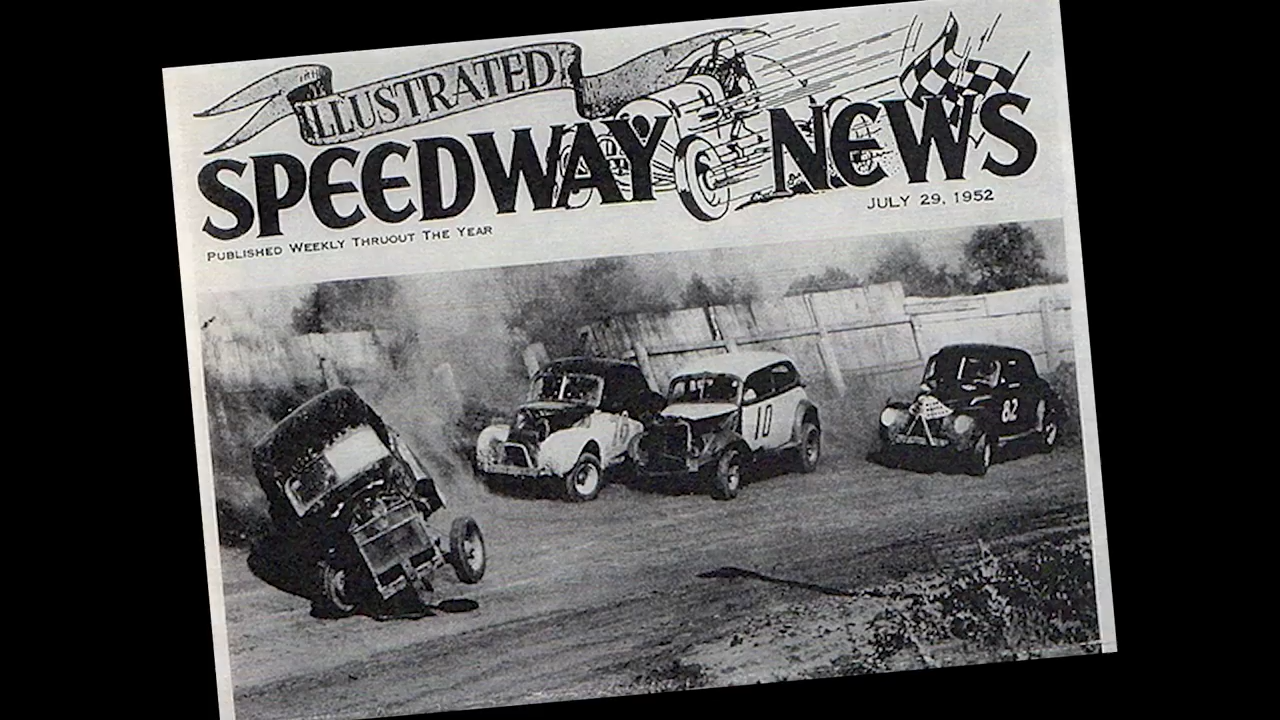 ILLUSTRATED
SPEEDWAY NEWS
JULY 29, 1952
PUBLISHED WEEKLY THRUOUT THE YEAR
10
82